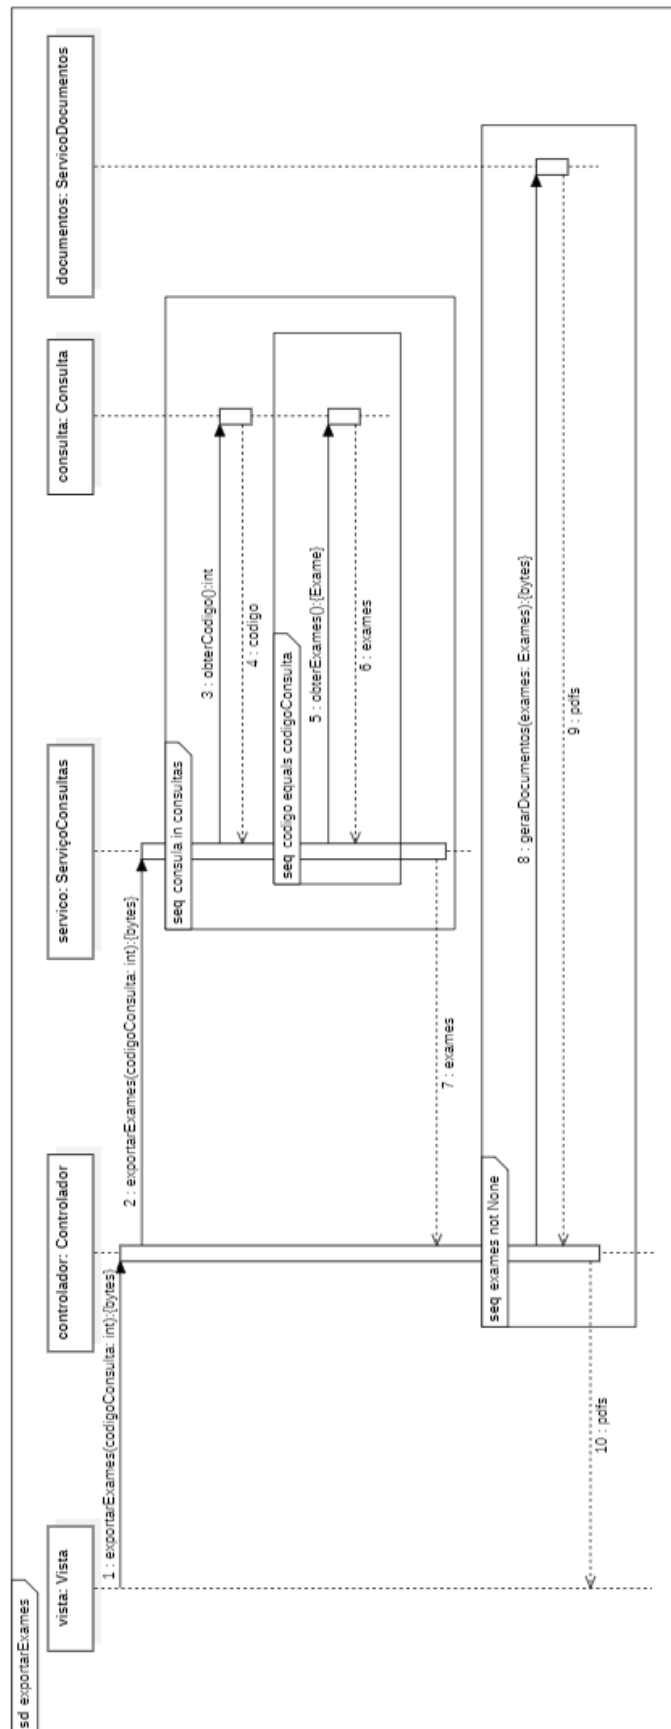 sd exportarExames
vista: Vista
controlador: Controlador
servico: ServiçoConsultas
consulta: Consulta
documentos: ServicoDocumentos
1 : exportarExames(codigoConsulta: int):{bytes}
2 : exportarExames(codigoConsulta: int):{bytes}
seq consula in consultas
3 : obterCodigo():int
4 : codigo
seq codigo equals codigoConsulta
5 : obterExames():{Exame}
6 : exames
7 : exames
seq exames not None
8 : gerarDocumentos(exames: Exames):{bytes}
9 : pdfs
10 : pdfs